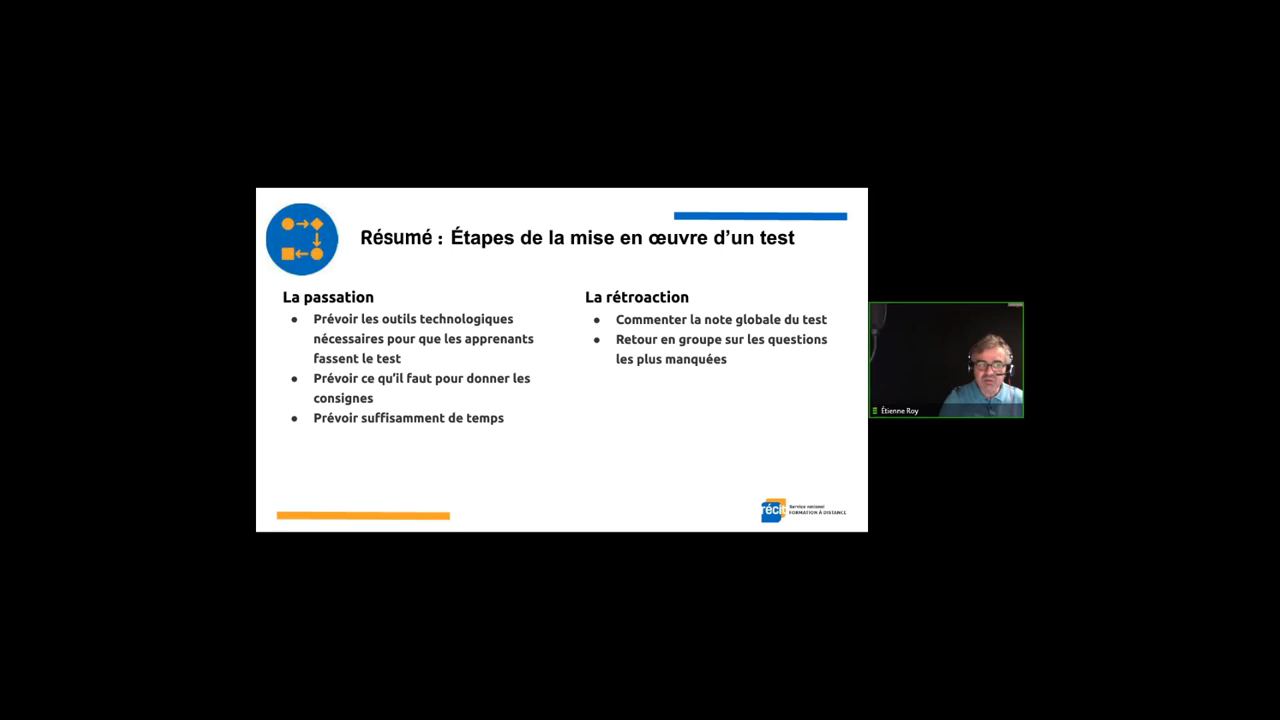 Résumé : Étapes de la mise en œuvre d’un test
La passation
● Prévoir les outils technologiques
nécessaires pour que les apprenants
fassent le test
● Prévoir ce qu’il faut pour donner les
consignes
● Prévoir suffisamment de temps
La rétroaction
● Commenter la note globale du test
● Retour en groupe sur les questions
les plus manquées
récit
Service national
FORMATION À DISTANCE
Étienne Roy